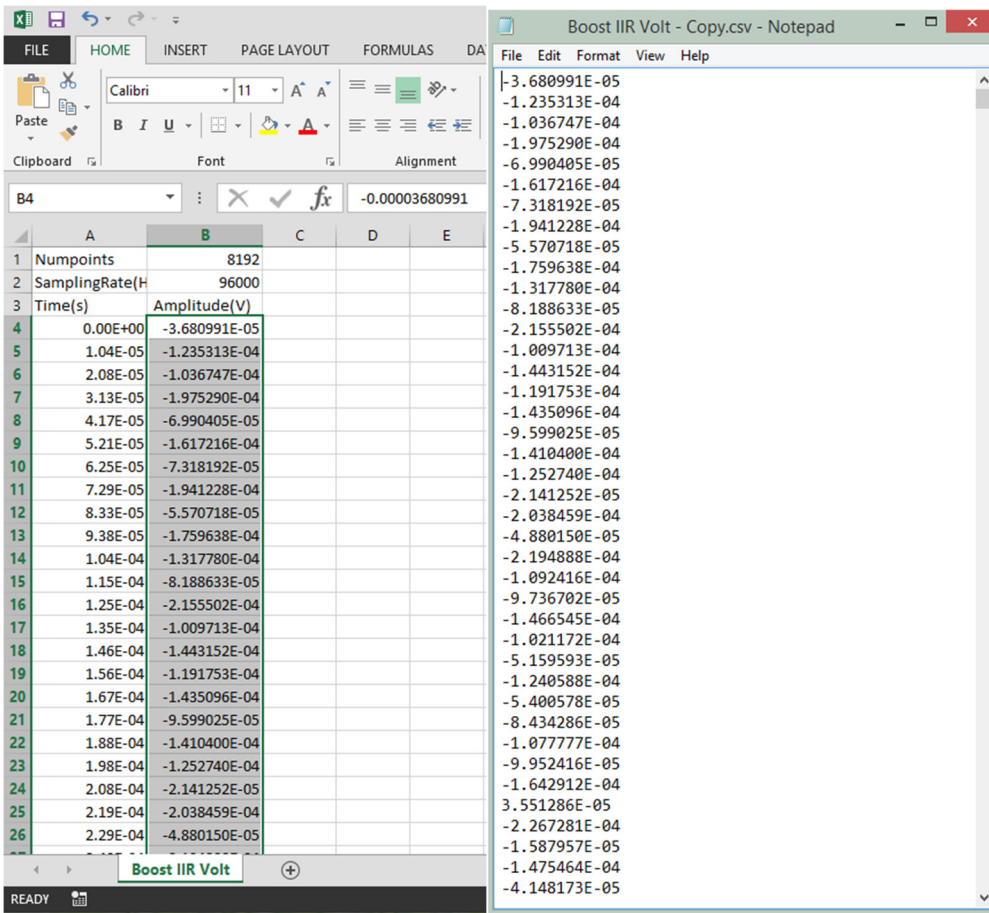 FILE HOME INSERT PAGE LAYOUT FORMULAS DA
Paste
Calibri 11 A A
B I U A
Clipboard Font Alignment
B4 fx -0.00003680991
A B C D E
1 Numpoints 8192
2 SamplingRate(H 96000
3 Time(s) Amplitude(V)
4 0.00E+00 -3.680991E-05
5 1.04E-05 -1.235313E-04
6 2.08E-05 -1.036747E-04
7 3.13E-05 -1.975290E-04
8 4.17E-05 -6.990405E-05
9 5.21E-05 -1.617216E-04
10 6.25E-05 -7.318192E-05
11 7.29E-05 -1.941228E-04
12 8.33E-05 -5.570718E-05
13 9.38E-05 -1.759638E-04
14 1.04E-04 -1.317780E-04
15 1.15E-04 -8.188633E-05
16 1.25E-04 -2.155502E-04
17 1.35E-04 -1.009713E-04
18 1.46E-04 -1.443152E-04
19 1.56E-04 -1.191753E-04
20 1.67E-04 -1.435096E-04
21 1.77E-04 -9.599025E-05
22 1.88E-04 -1.410400E-04
23 1.98E-04 -1.252740E-04
24 2.08E-04 -2.141252E-05
25 2.19E-04 -2.038459E-04
26 2.29E-04 -4.880150E-05
Boost IIR Volt
READY
Boost IIR Volt - Copy.csv - Notepad
File Edit Format View Help
-3.680991E-05
-1.235313E-04
-1.036747E-04
-1.975290E-04
-6.990405E-05
-1.617216E-04
-7.318192E-05
-1.941228E-04
-5.570718E-05
-1.759638E-04
-1.317780E-04
-8.188633E-05
-2.155502E-04
-1.009713E-04
-1.443152E-04
-1.191753E-04
-1.435096E-04
-9.599025E-05
-1.410400E-04
-1.252740E-04
-2.141252E-05
-2.038459E-04
-4.880150E-05
-2.194888E-04
-1.092416E-04
-9.736702E-05
-1.466545E-04
-1.021172E-04
-5.159593E-05
-1.240588E-04
-5.400578E-05
-8.434286E-05
-1.077777E-04
-9.952416E-05
-1.642912E-04
3.551286E-05
-2.267281E-04
-1.587957E-05
-1.475464E-04
-4.148173E-05